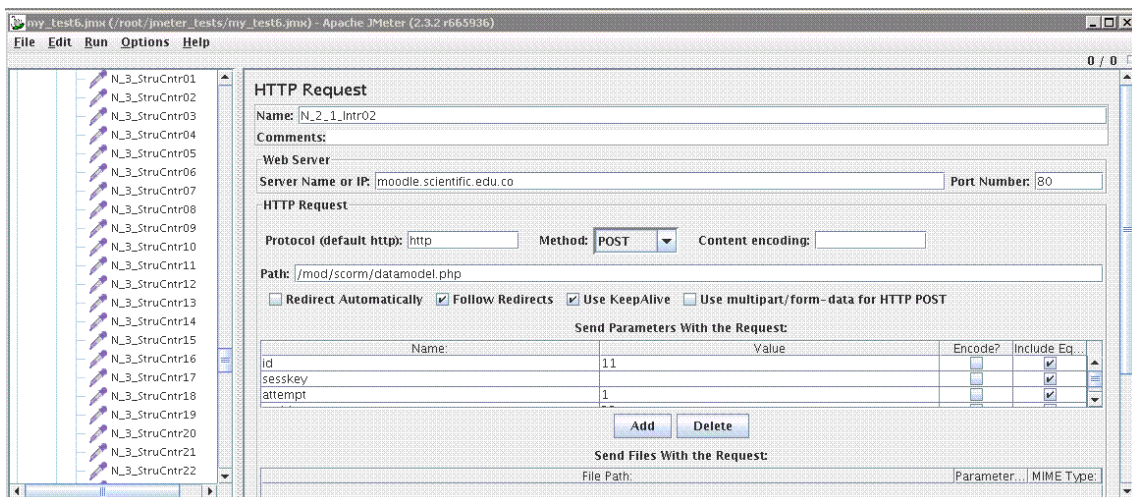 my_test6.jmx (/root/jmeter_tests/my_test6.jmx) - Apache JMeter (2.3.2 r665936)
File Edit Run Options Help
0 / 0
N_3_StruCntr01
N_3_StruCntr02
N_3_StruCntr03
N_3_StruCntr04
N_3_StruCntr05
N_3_StruCntr06
N_3_StruCntr07
N_3_StruCntr08
N_3_StruCntr09
N_3_StruCntr10
N_3_StruCntr11
N_3_StruCntr12
N_3_StruCntr13
N_3_StruCntr14
N_3_StruCntr15
N_3_StruCntr16
N_3_StruCntr17
N_3_StruCntr18
N_3_StruCntr19
N_3_StruCntr20
N_3_StruCntr21
N_3_StruCntr22
HTTP Request
Name: N_2_1_Intr02
Comments:
Web Server
Server Name or IP: moodle.scientific.edu.co Port Number: 80
HTTP Request
Protocol (default http): http Method: POST Content encoding:
Path: /mod/scorm/datamodel.php
Redirect Automatically Follow Redirects Use KeepAlive Use multipart/form-data for HTTP POST
Send Parameters With the Request:
Name: Value Encode? Include Eq...
id 11
sesskey
attempt 1
Add Delete
Send Files With the Request:
File Path: Parameter... MIME Type: